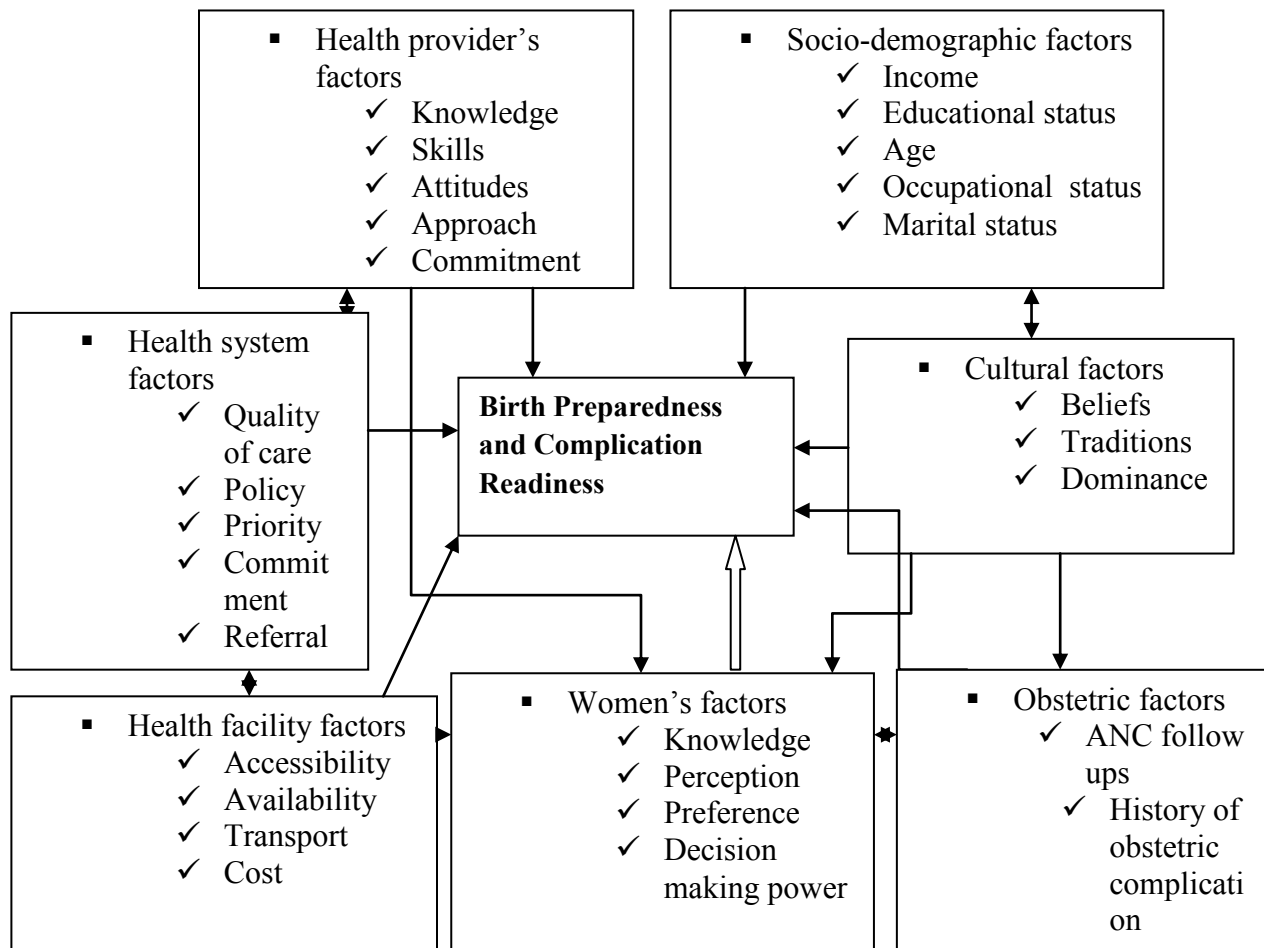 ▪ Health provider's
factors
✓ Knowledge
✓ Skills
✓ Attitudes
✓ Approach
✓ Commitment
▪ Socio-demographic factors
✓ Income
✓ Educational status
✓ Age
✓ Occupational status
✓ Marital status
▪ Health system
factors
✓ Quality
of care
✓ Policy
✓ Priority
✓ Commit
ment
✓ Referral
Birth Preparedness
and Complication
Readiness
▪ Cultural factors
✓ Beliefs
✓ Traditions
✓ Dominance
▪ Health facility factors
✓ Accessibility
✓ Availability
✓ Transport
✓ Cost
▪ Women's factors
✓ Knowledge
✓ Perception
✓ Preference
✓ Decision
making power
▪ Obstetric factors
✓ ANC follow
ups
✓ History of
obstetric
complicati
on